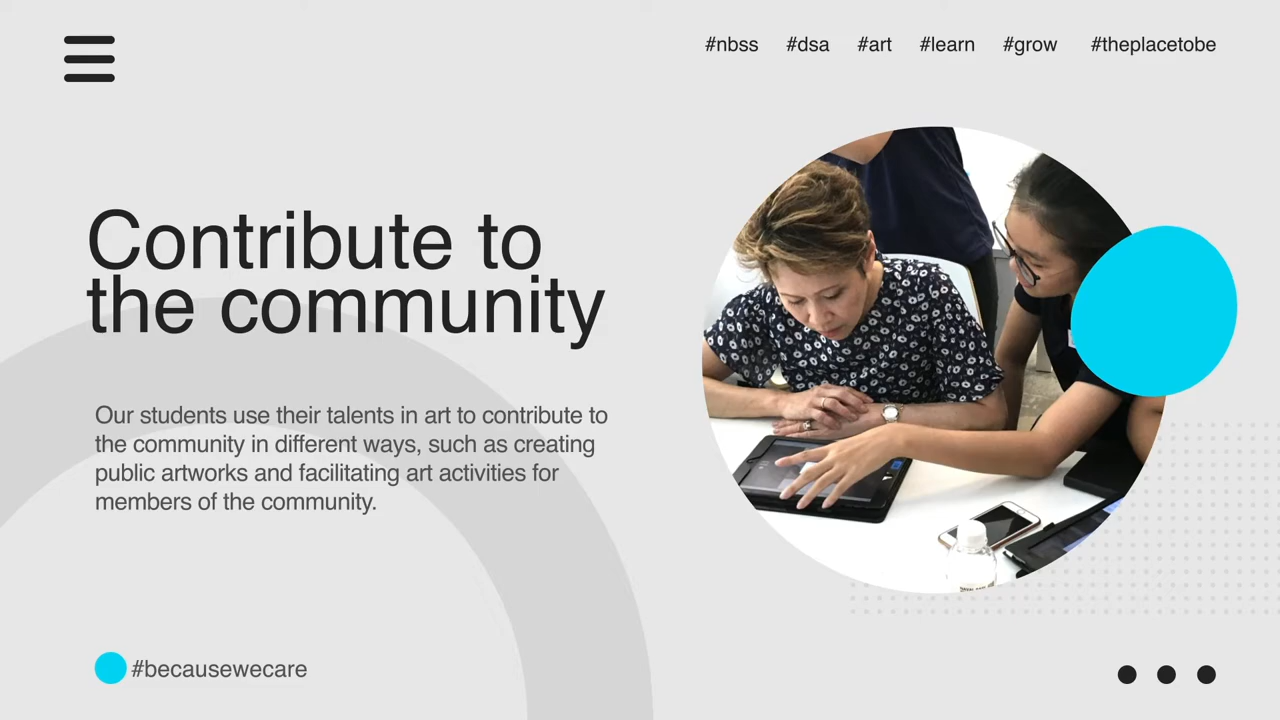 #nbss #dsa #art #learn #grow #theplacetobe
Contribute to
the community
Our students use their talents in art to contribute to
the community in different ways, such as creating
public artworks and facilitating art activities for
members of the community.
#becausewecare